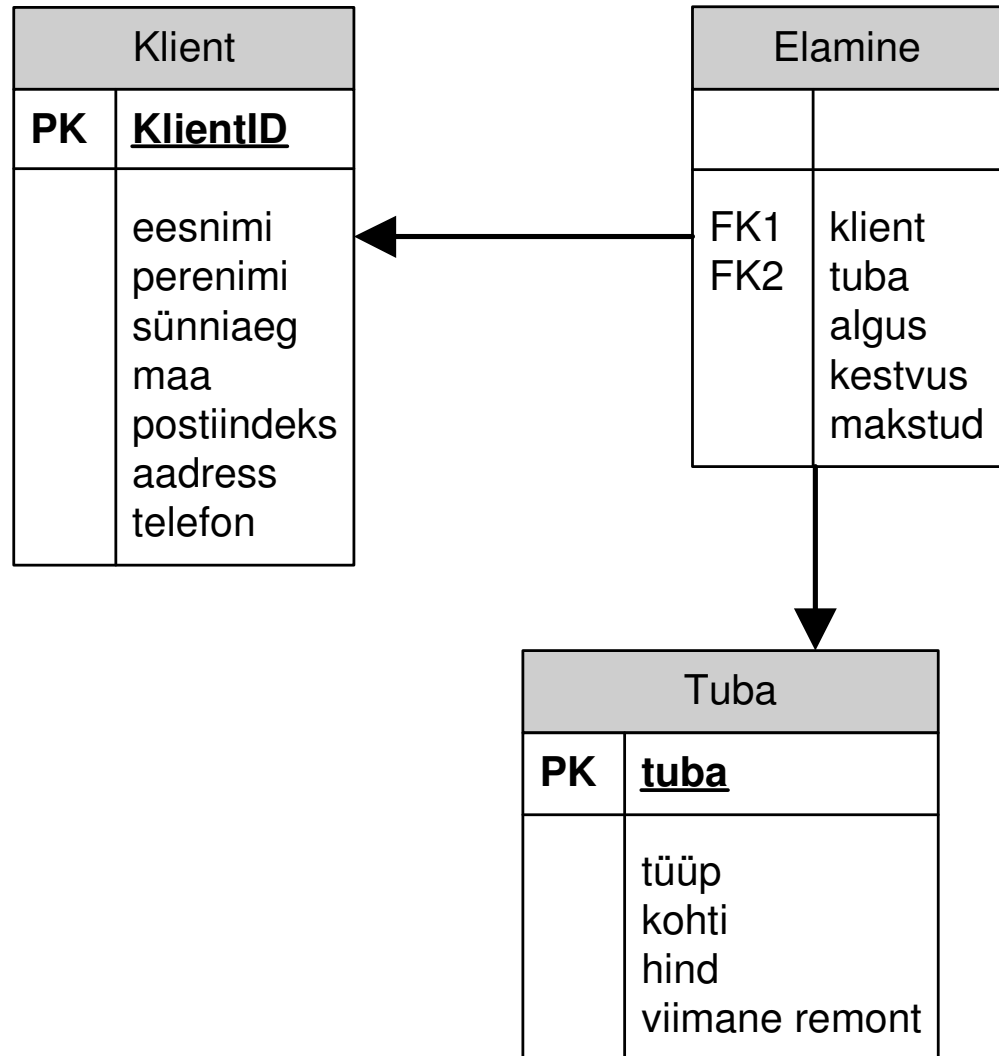 Klient
PK KlientID
eesnimi
perenimi
sünniaeg
maa
postiindeks
aadress
telefon
Elamine
FK1 klient
FK2 tuba
algus
kestvus
makstud
Tuba
PK tuba
tüüp
kohti
hind
viimane remont